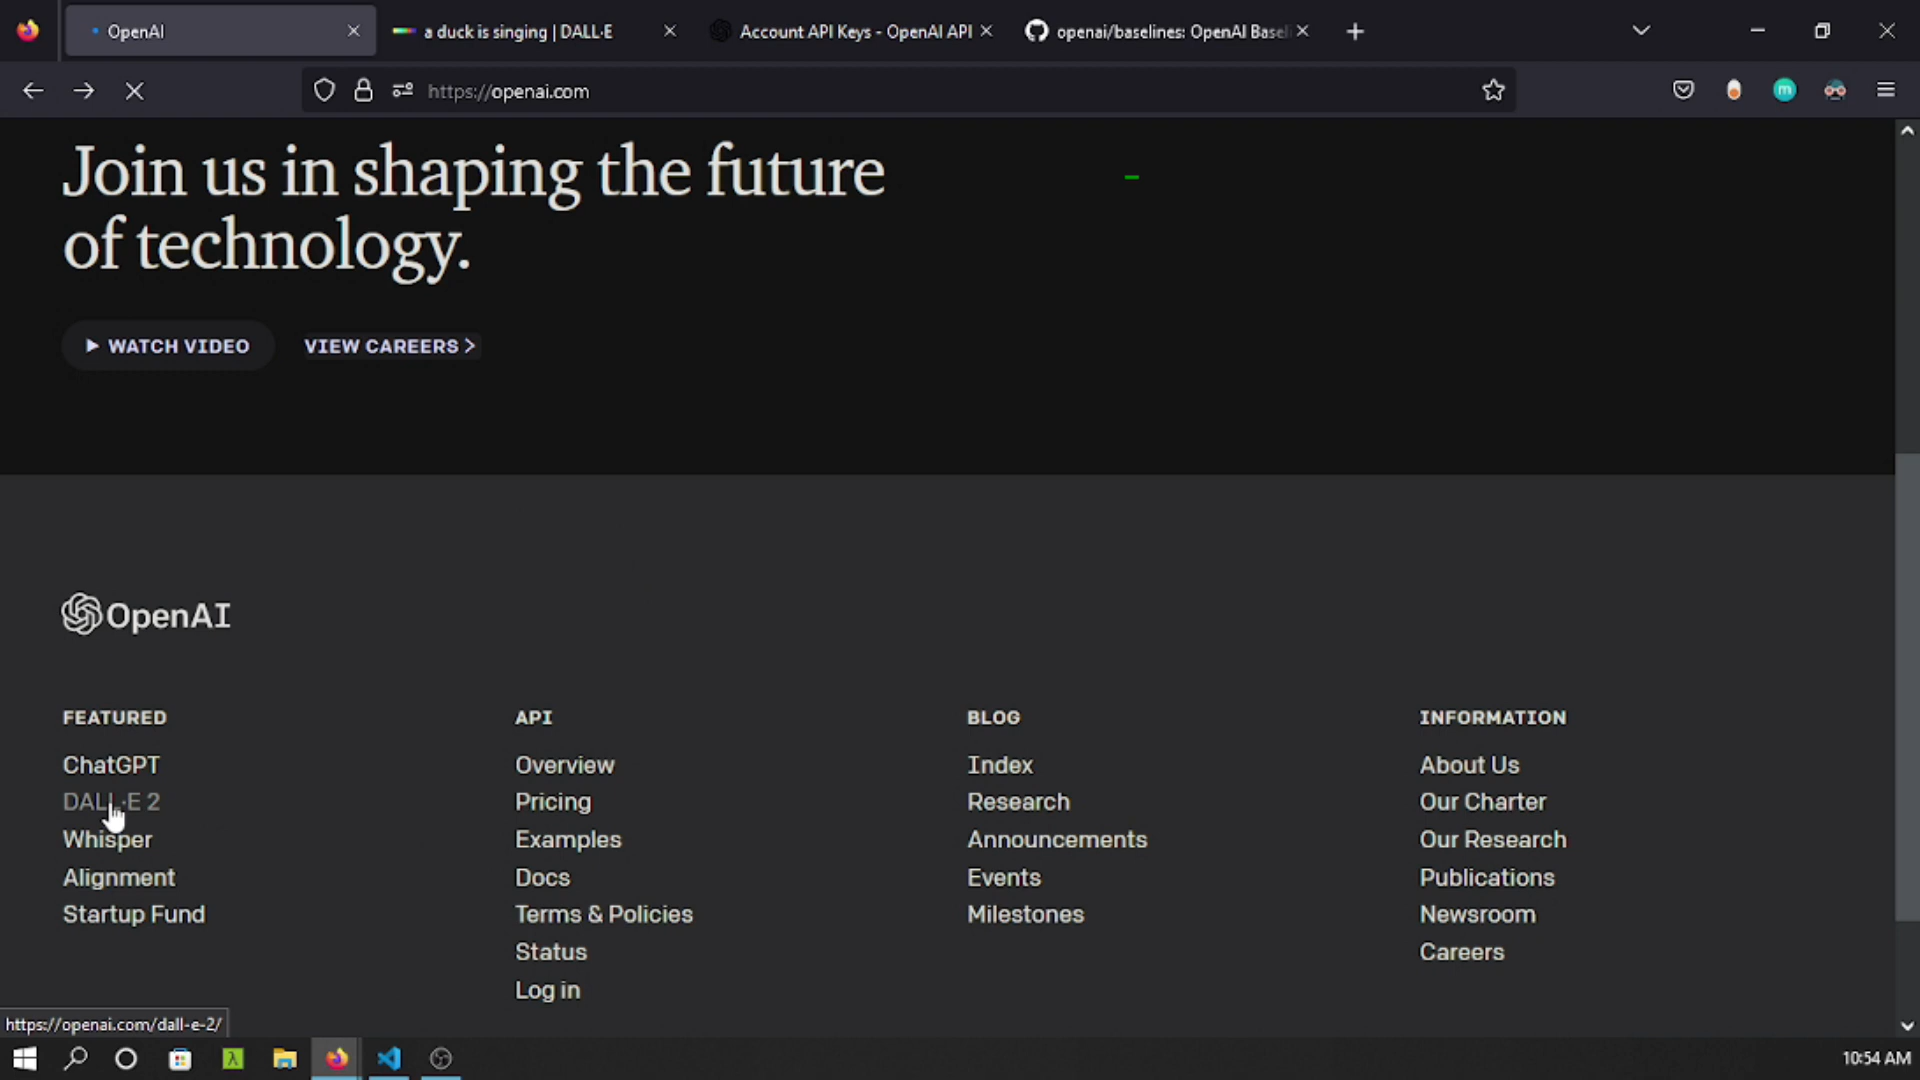 OpenAI
a duck is singing | DALL·E
Account API Keys - OpenAI API
openai/baselines: OpenAI Basel
https://openai.com
Join us in shaping the future
of technology.
WATCH VIDEO
VIEW CAREERS >
OpenAI
FEATURED
ChatGPT
DALL·E 2
Whisper
Alignment
Startup Fund
API
Overview
Pricing
Examples
Docs
Terms & Policies
Status
Log in
BLOG
Index
Research
Announcements
Events
Milestones
INFORMATION
About Us
Our Charter
Our Research
Publications
Newsroom
Careers
https://openai.com/dall-e-2/
10:54 AM